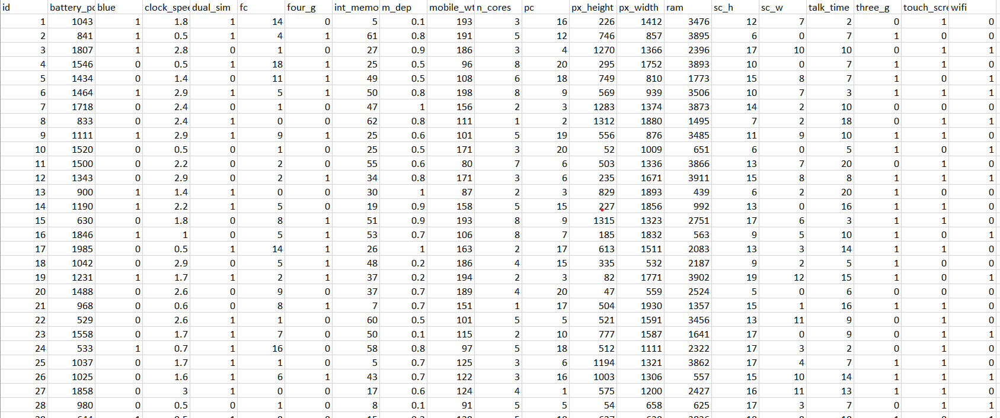 id battery_po blue clock_spee dual_sim fc four_g int_memo m_dep mobile_wt n_cores pc px_height px_width ram sc_h sc_w talk_time three_g touch_scre wifi
1 1043 1 1.8 1 14 0 5 0.1 193 3 16 226 1412 3476 12 7 2 0 1 0
2 841 1 0.5 1 4 1 61 0.8 191 5 12 746 857 3895 6 0 7 1 0 0
3 1807 1 2.8 0 1 0 27 0.9 186 3 4 1270 1366 2396 17 10 10 0 1 1
4 1546 0 0.5 1 18 1 25 0.5 96 8 20 295 1752 3893 10 0 7 1 1 0
5 1434 0 1.4 0 11 1 49 0.5 108 6 18 749 810 1773 15 8 7 1 0 1
6 1464 1 2.9 1 5 1 50 0.8 198 8 9 569 939 3506 10 7 3 1 1 1
7 1718 0 2.4 0 1 0 47 1 156 2 3 1283 1374 3873 14 2 10 0 0 0
8 833 0 2.4 1 0 0 62 0.8 111 1 2 1312 1880 1495 7 2 18 0 1 1
9 1111 1 2.9 1 9 1 25 0.6 101 5 19 556 876 3485 11 9 10 1 1 0
10 1520 0 0.5 0 1 0 25 0.5 171 3 20 52 1009 651 6 0 5 1 0 1
11 1500 0 2.2 0 2 0 55 0.6 80 7 6 503 1336 3866 13 7 20 0 1 0
12 1343 0 2.9 0 2 1 34 0.8 171 3 6 235 1671 3911 15 8 8 1 1 1
13 900 1 1.4 1 0 0 30 1 87 2 3 829 1893 439 6 2 20 1 0 0
14 1190 1 2.2 1 5 0 19 0.9 158 5 15 227 1856 992 13 0 16 1 1 0
15 630 0 1.8 0 8 1 51 0.9 193 8 9 1315 1323 2751 17 6 3 1 1 0
16 1846 1 1 0 5 1 53 0.7 106 8 7 185 1832 563 9 5 10 1 0 1
17 1985 0 0.5 1 14 1 26 1 163 2 17 613 1511 2083 13 3 14 1 1 0
18 1042 0 2.9 0 5 1 48 0.2 186 4 15 335 532 2187 9 2 5 1 0 0
19 1231 1 1.7 1 2 1 37 0.2 194 2 3 82 1771 3902 19 12 15 1 0 1
20 1488 0 2.6 0 9 0 37 0.7 189 4 20 47 559 2524 5 0 6 0 0 0
21 968 0 0.6 0 8 1 7 0.7 151 1 17 504 1930 1357 15 1 16 1 1 0
22 529 0 2.6 1 1 0 60 0.5 101 5 5 521 1591 3456 13 11 9 0 1 0
23 1558 0 1.7 1 7 0 50 0.1 115 2 10 777 1587 1641 17 0 9 0 1 1
24 533 1 0.7 1 16 0 58 0.8 97 5 18 512 1111 2322 17 3 2 0 1 0
25 1037 0 1.7 1 1 0 5 0.7 125 3 6 1194 1321 3862 17 4 7 1 1 0
26 1025 0 1.6 1 6 1 43 0.7 122 3 16 1003 1306 557 15 10 14 1 1 1
27 1858 0 3 1 0 0 17 0.6 124 4 1 575 1200 2427 16 11 13 1 1 0
28 980 0 0.5 0 1 0 8 0.1 91 5 5 54 658 625 17 3 7 0 1 1